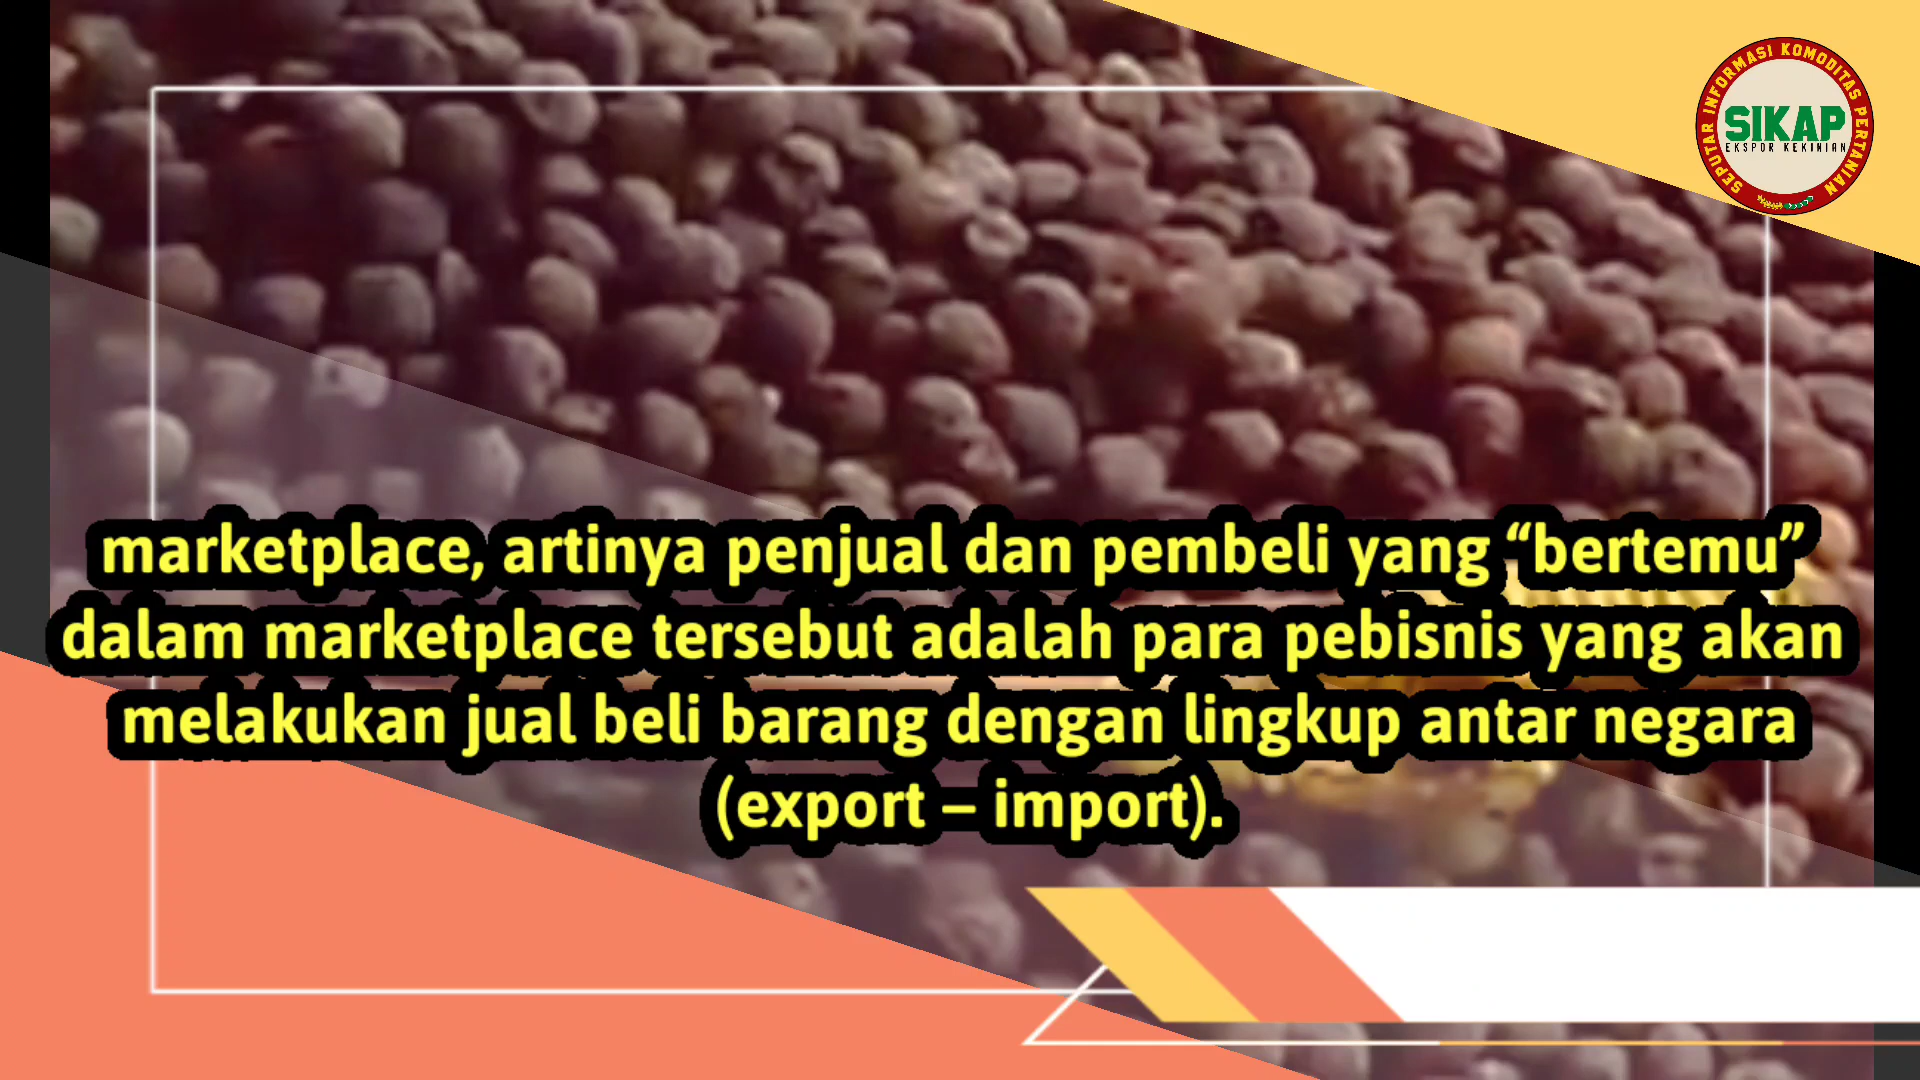 SEPUTAR INFORMASI KOMODITAS PERTANIAN
SIKAP
EKSPOR KEKINIAN
marketplace, artinya penjual dan pembeli yang “bertemu”
dalam marketplace tersebut adalah para pebisnis yang akan
melakukan jual beli barang dengan lingkup antar negara
(export – import).